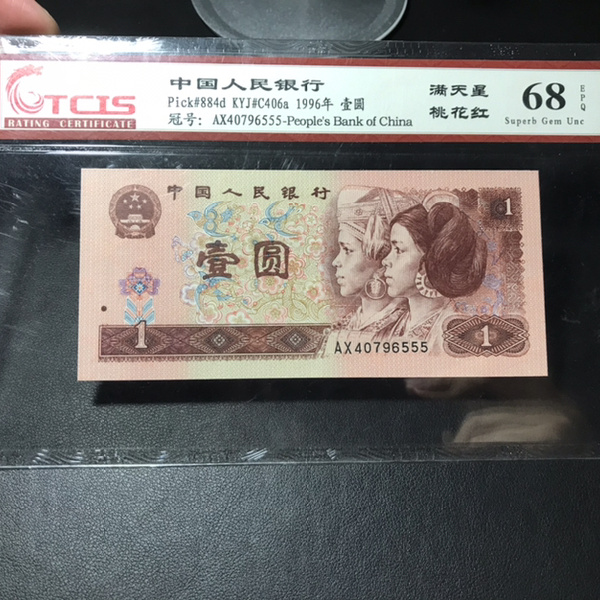 TCIS
RATING CERTIFICATE
中国人民银行
Pick#884d KYJ#C406a 1996年 壹圆
冠号: AX40796555-People's Bank of China
满天星
桃花红
68
EPQ
Superb Gem Unc
中国人民银行
1
壹圆
1
AX40796555
1